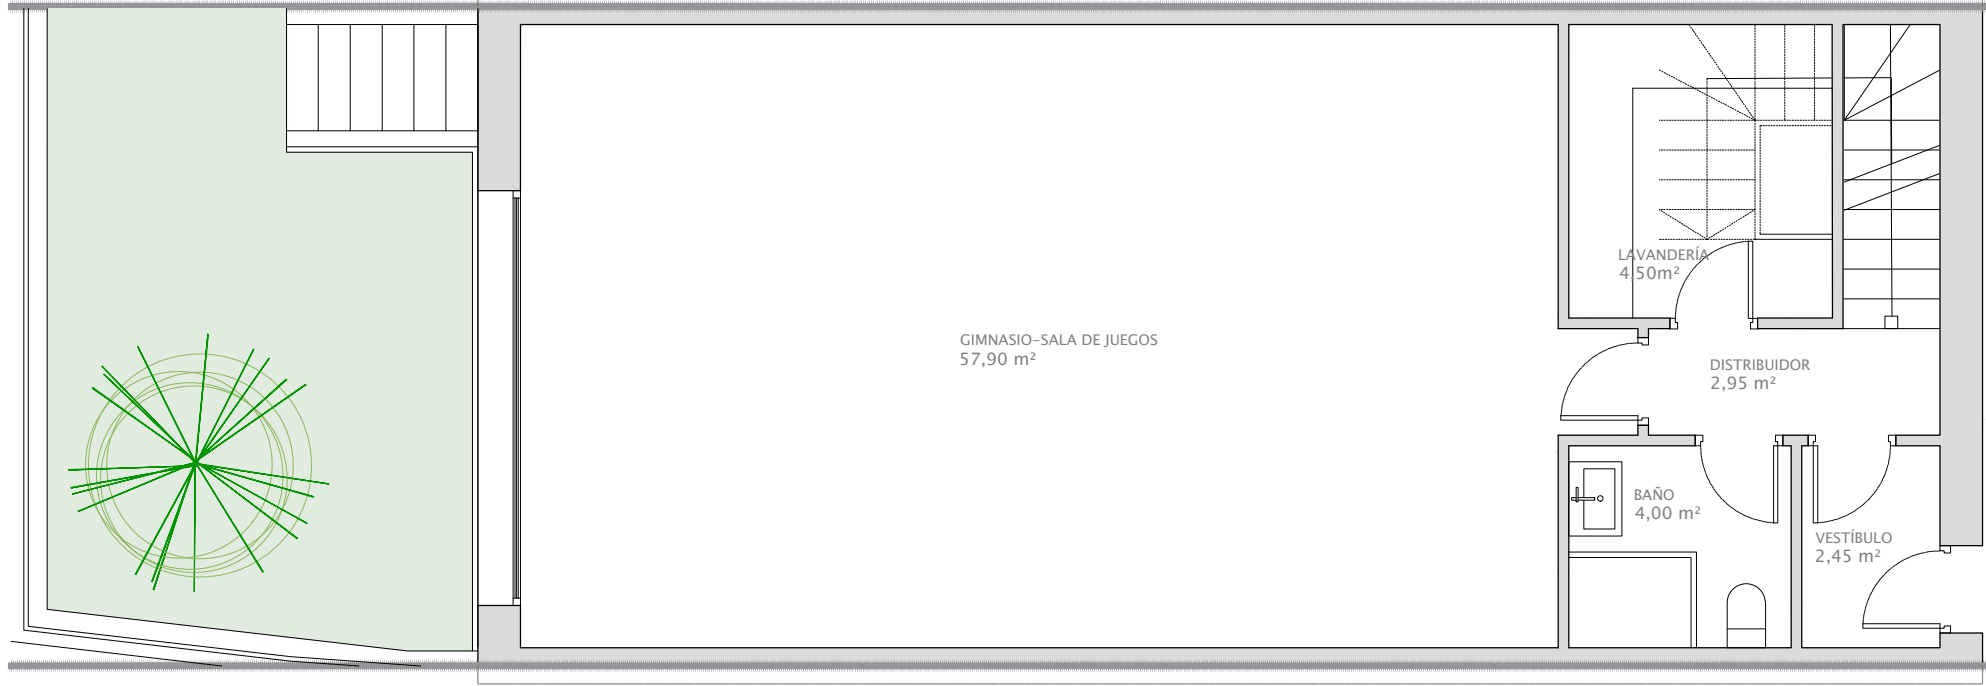 LAVANDERÍA
4,50m²
GIMNASIO-SALA DE JUEGOS
57,90 m²
DISTRIBUIDOR
2,95 m²
BAÑO
4,00 m²
VESTÍBULO
2,45 m²